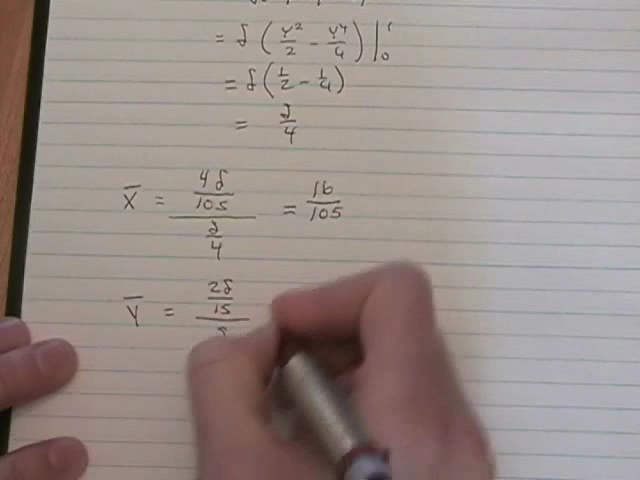 = δ ( Y²/2 - Y⁴/4 ) |₀¹
= δ ( 1/2 - 1/4 )
= δ/4
X̄ = (4δ/105)/(δ/4) = 16/105
Ȳ = (2δ/15)/